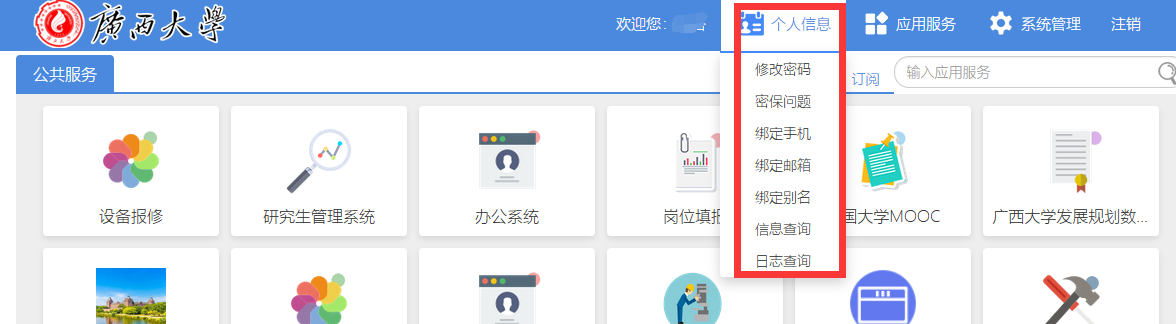 廣西大學
欢迎您：
个人信息
应用服务
系统管理
注销
公共服务
订阅
输入应用服务
修改密码
密保问题
绑定手机
绑定邮箱
绑定别名
信息查询
日志查询
设备报修
研究生管理系统
办公系统
岗位填报
国大学MOOC
广西大学发展规划数...